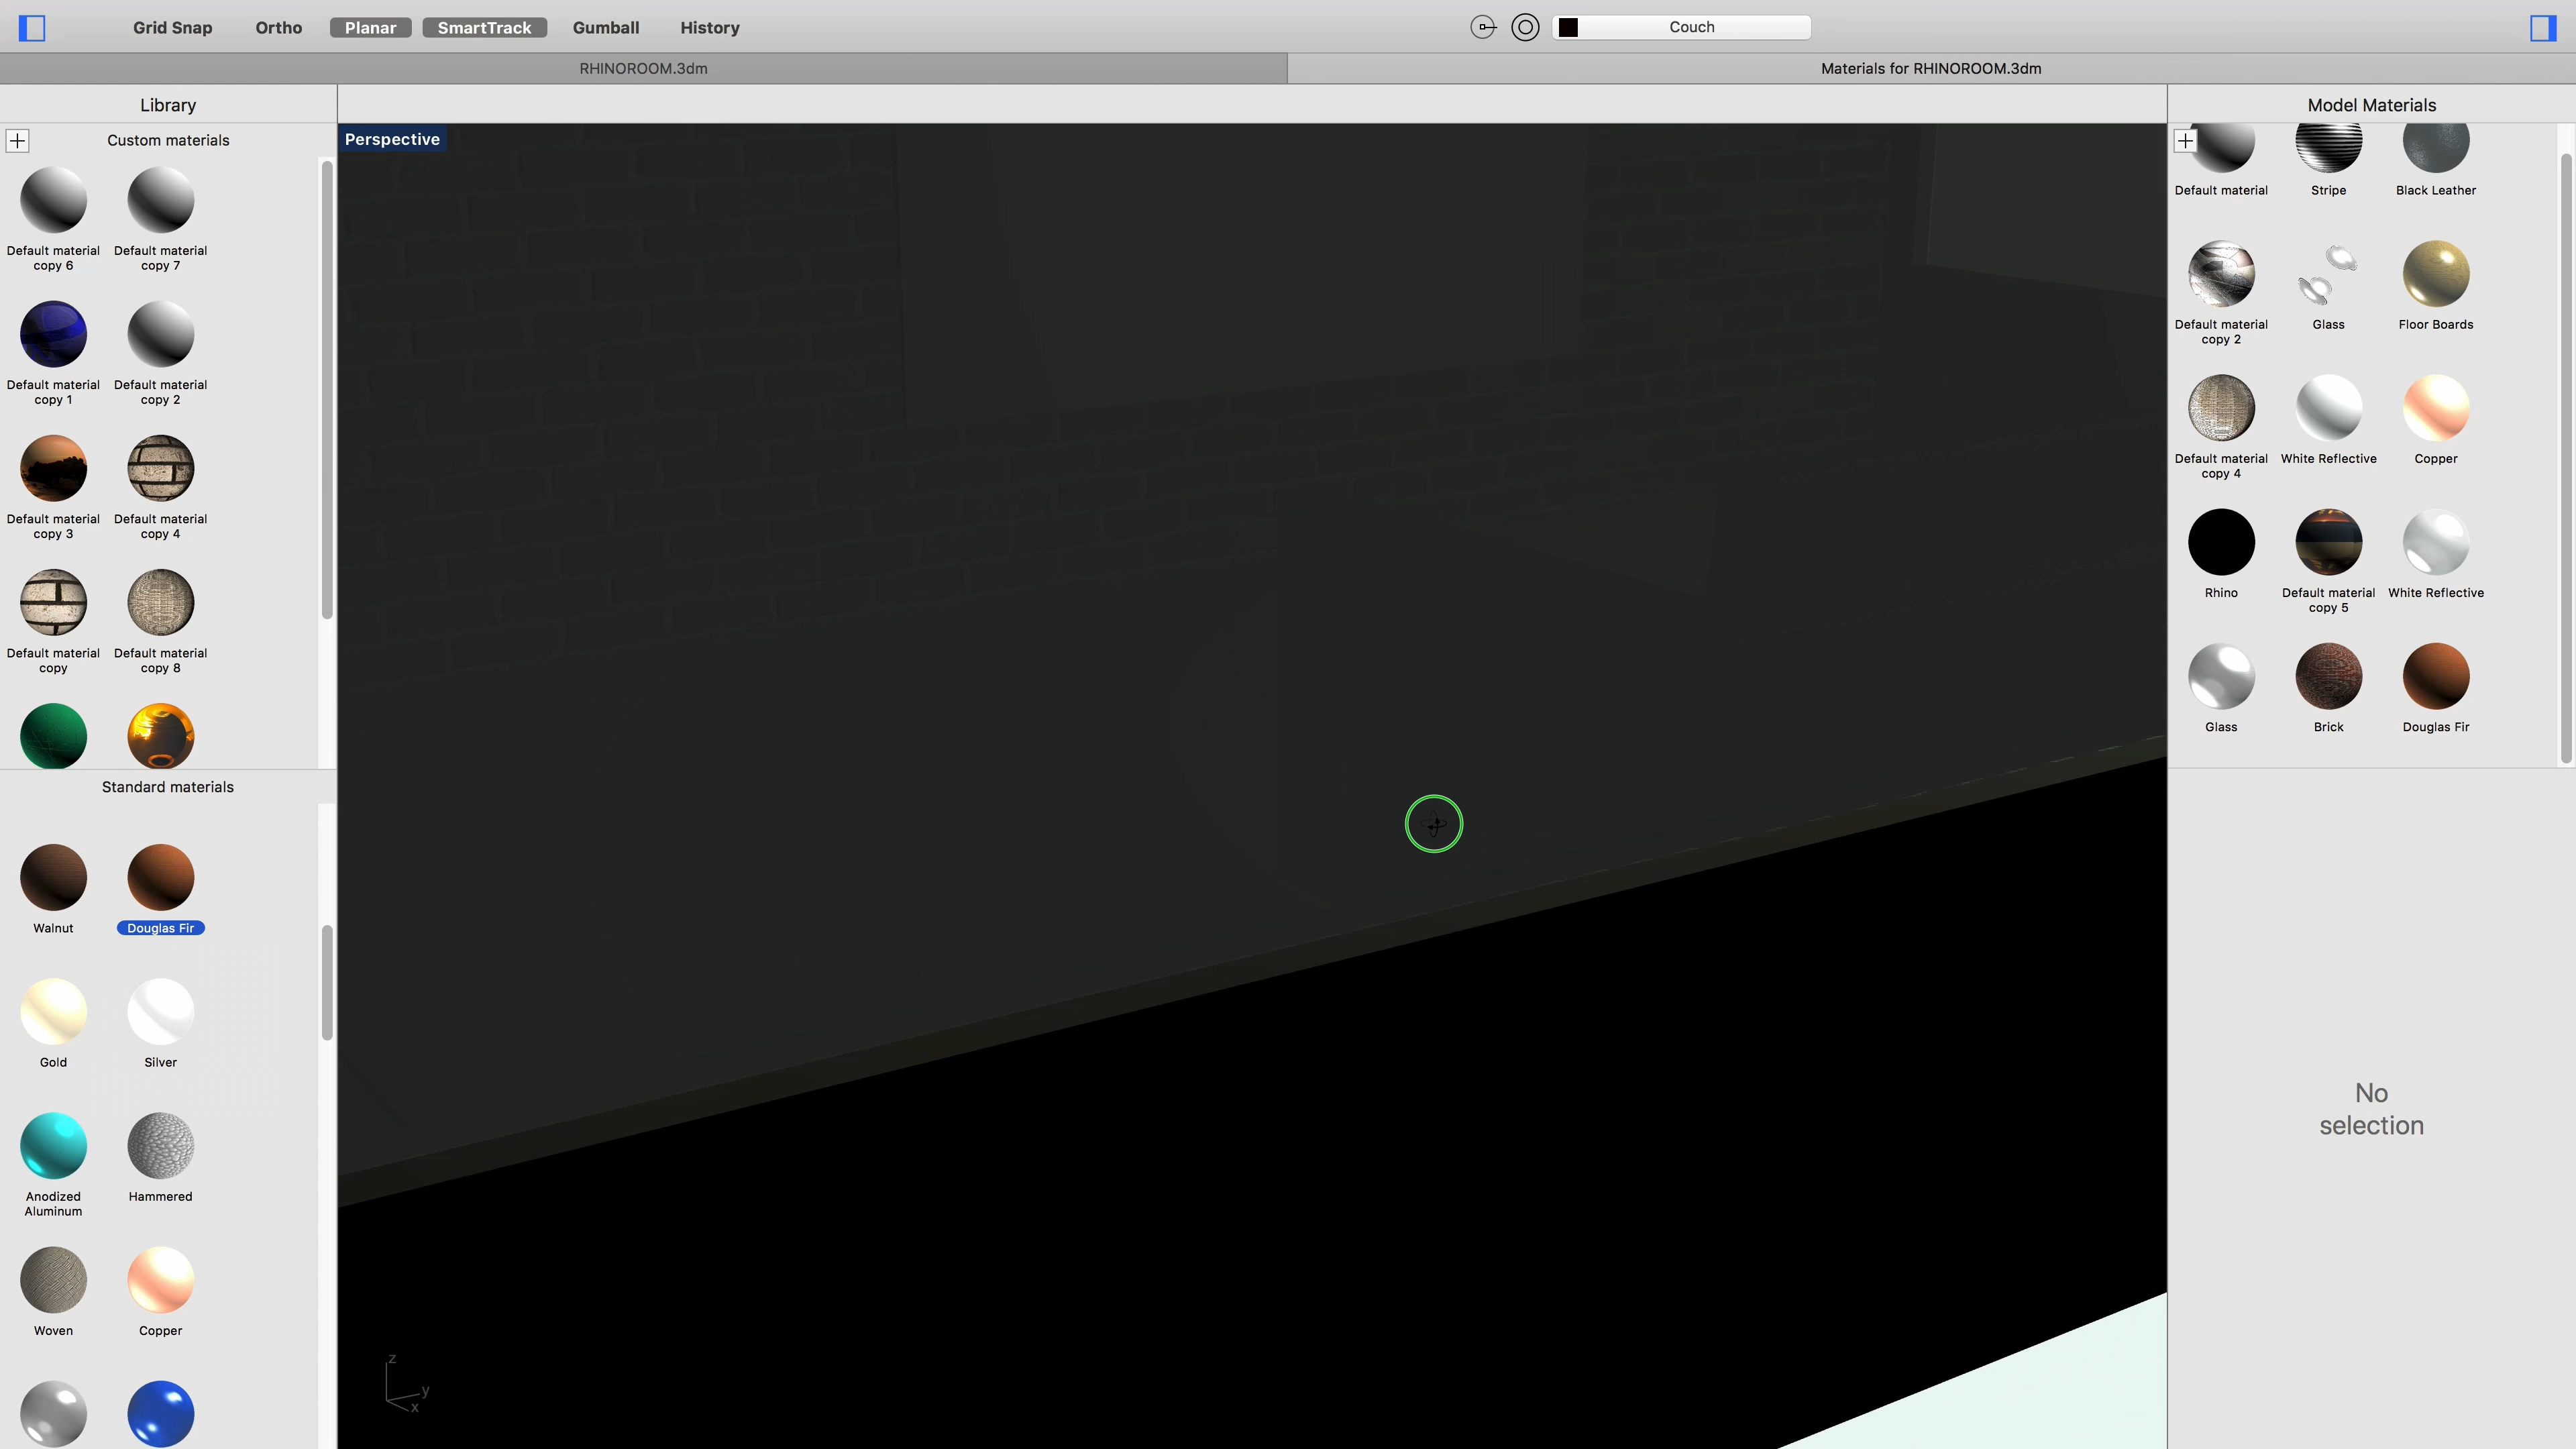 Grid Snap Ortho Planar SmartTrack Gumball History Couch
RHINOROOM.3dm Materials for RHINOROOM.3dm
Library
Custom materials
Default material copy 6
Default material copy 7
Default material copy 1
Default material copy 2
Default material copy 3
Default material copy 4
Default material copy
Default material copy 8
Standard materials
Walnut Douglas Fir
Gold Silver
Anodized Aluminum
Hammered
Woven Copper
Perspective
z
y
x
Model Materials
Default material Stripe Black Leather
Default material copy 2
Glass Floor Boards
Default material copy 4
White Reflective Copper
Rhino
Default material copy 5
White Reflective
Glass Brick Douglas Fir
No
selection